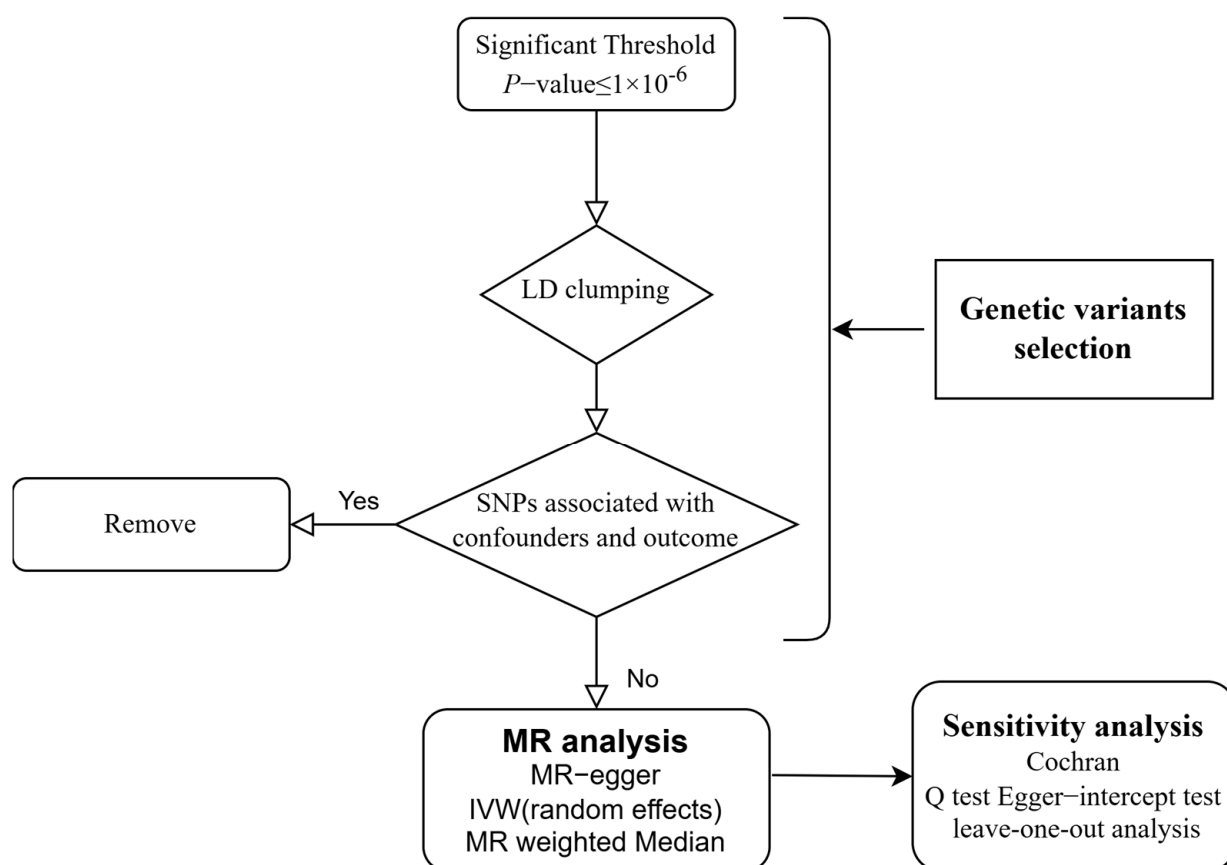 Significant Threshold
P−value≤1×10⁻⁶
LD clumping
Genetic variants
selection
SNPs associated with
confounders and outcome
Yes
Remove
No
MR analysis
MR−egger
IVW(random effects)
MR weighted Median
Sensitivity analysis
Cochran
Q test Egger−intercept test
leave-one-out analysis